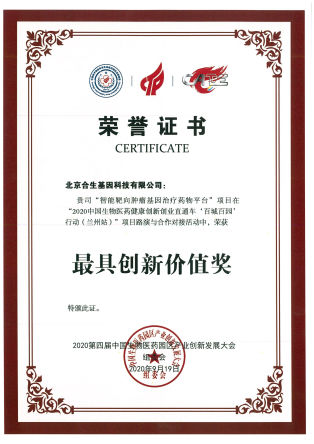 荣誉证书
CERTIFICATE
北京合生基因科技有限公司：
贵司“智能靶向肿瘤基因治疗药物平台”项目在
“2020中国生物医药健康创新创业直通车‘百城百园’
行动（兰州站）”项目路演与合作对接活动中，荣获
最具创新价值奖
特颁此证。
2020第四届中国生物医药园区产业创新发展大会
组委会
2020年9月19日
组委会